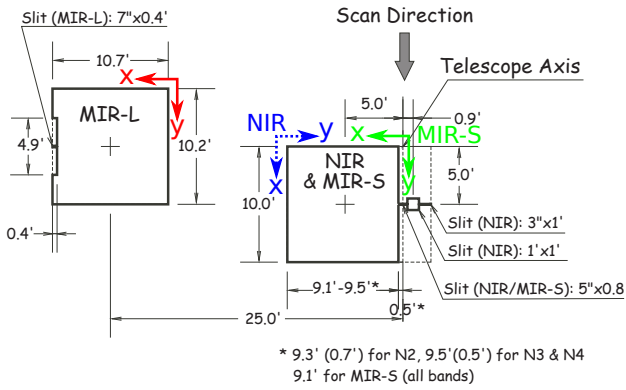 Slit (MIR-L): 7"x0.4'
Scan Direction
10.7'
Telescope Axis
x
5.0'
0.9'
MIR-L
y
NIR
y
x
MIR-S
4.9'
10.2'
x
NIR
& MIR-S
y
5.0'
10.0'
Slit (NIR): 3"x1'
0.4'
Slit (NIR): 1'x1'
9.1'-9.5'*
Slit (NIR/MIR-S): 5"x0.8
0.5'*
25.0'
* 9.3' (0.7') for N2, 9.5'(0.5') for N3 & N4
9.1' for MIR-S (all bands)